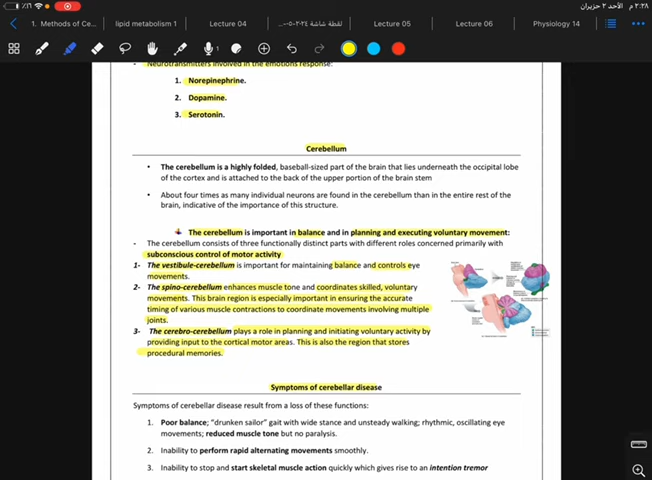 ٢:٣٨ م الأحد ٢ حزيران
1. Methods of Ce...
lipid metabolism 1
Lecture 04
Lecture 05
Lecture 06
Physiology 14
Neurotransmitters involved in the emotions response:
1. Norepinephrine.
2. Dopamine.
3. Serotonin.
Cerebellum
• The cerebellum is a highly folded, baseball-sized part of the brain that lies underneath the occipital lobe
of the cortex and is attached to the back of the upper portion of the brain stem
• About four times as many individual neurons are found in the cerebellum than in the entire rest of the
brain, indicative of the importance of this structure.
The cerebellum is important in balance and in planning and executing voluntary movement:
- The cerebellum consists of three functionally distinct parts with different roles concerned primarily with
subconscious control of motor activity
1- The vestibule-cerebellum is important for maintaining balance and controls eye
movements.
2- The spino-cerebellum enhances muscle tone and coordinates skilled, voluntary
movements. This brain region is especially important in ensuring the accurate
timing of various muscle contractions to coordinate movements involving multiple
joints.
3- The cerebro-cerebellum plays a role in planning and initiating voluntary activity by
providing input to the cortical motor areas. This is also the region that stores
procedural memories.
Symptoms of cerebellar disease
Symptoms of cerebellar disease result from a loss of these functions:
1. Poor balance; "drunken sailor" gait with wide stance and unsteady walking; rhythmic, oscillating eye
movements; reduced muscle tone but no paralysis.
2. Inability to perform rapid alternating movements smoothly.
3. Inability to stop and start skeletal muscle action quickly which gives rise to an intention tremor